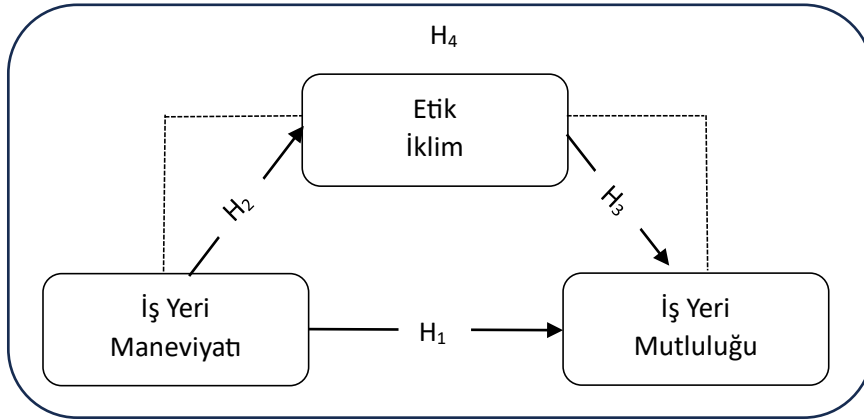 H₄
Etik
İklim
H₂
H₃
İş Yeri
Maneviyatı
H₁
İş Yeri
Mutluluğu